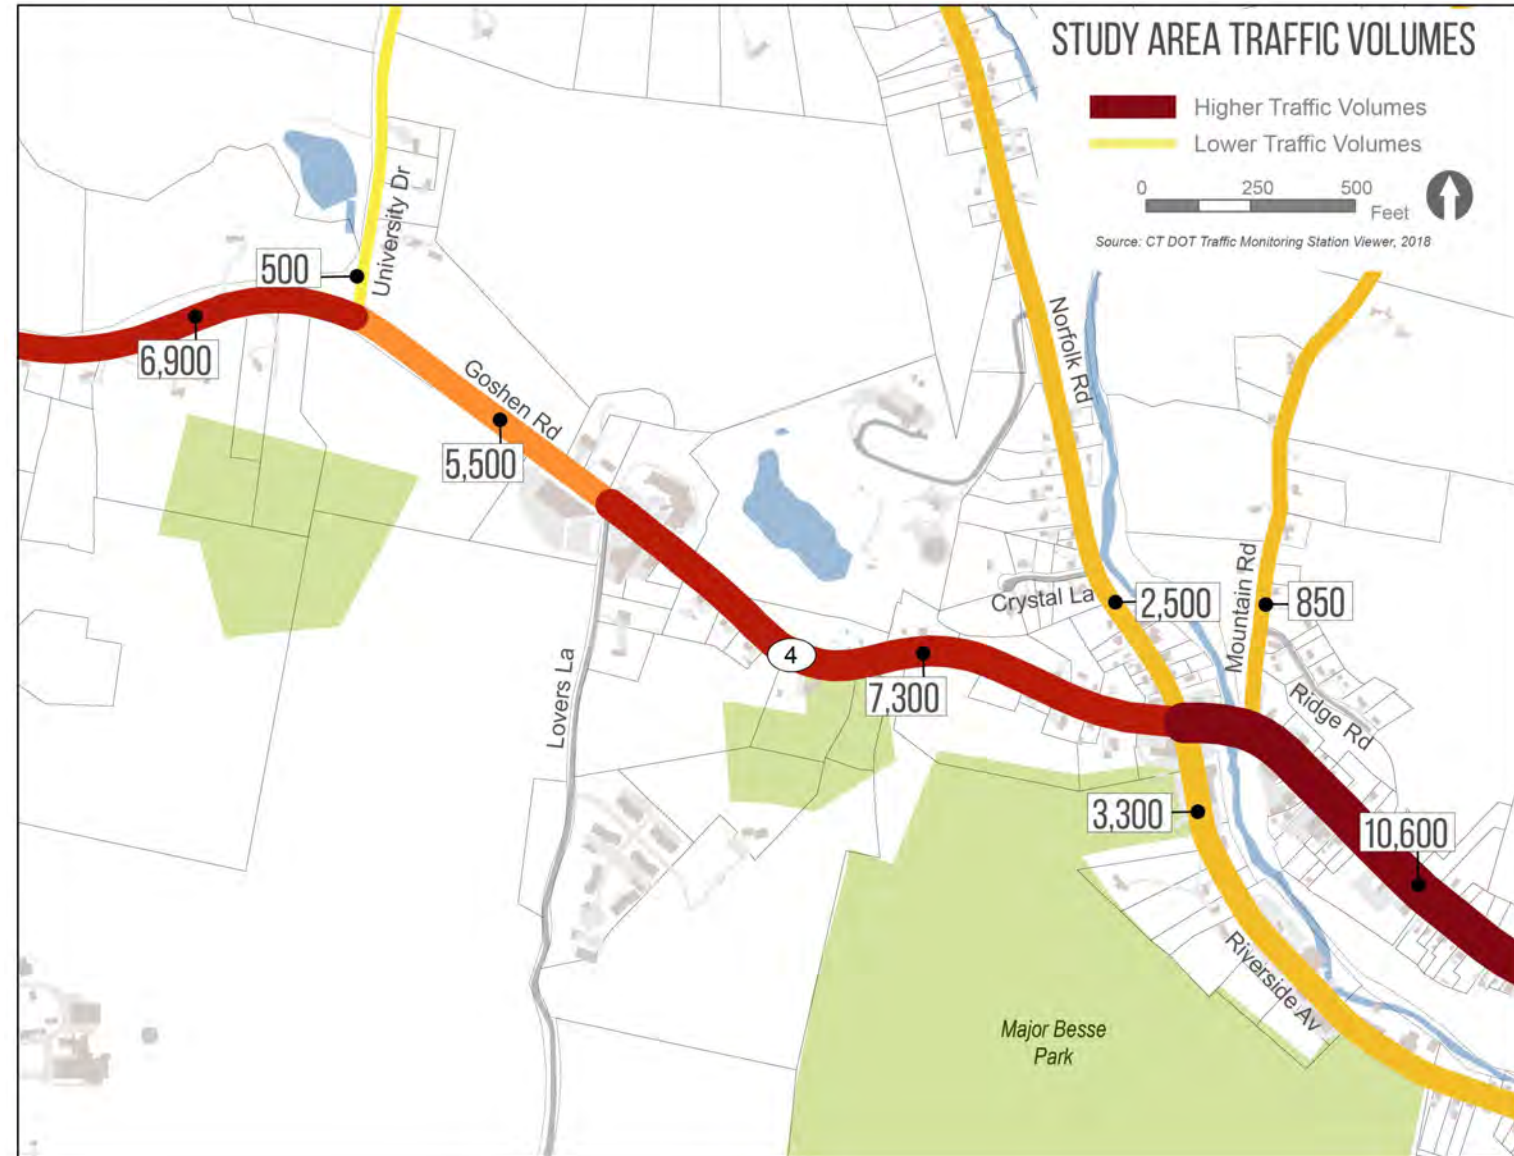 STUDY AREA TRAFFIC VOLUMES
Higher Traffic Volumes
Lower Traffic Volumes
0 250 500
Feet
Source: CT DOT Traffic Monitoring Station Viewer, 2018
University Dr
500
6,900
Goshen Rd
5,500
Norfolk Rd
Crystal La
2,500
Mountain Rd
850
Lovers La
4
7,300
Ridge Rd
3,300
10,600
Riverside Av
Major Besse
Park